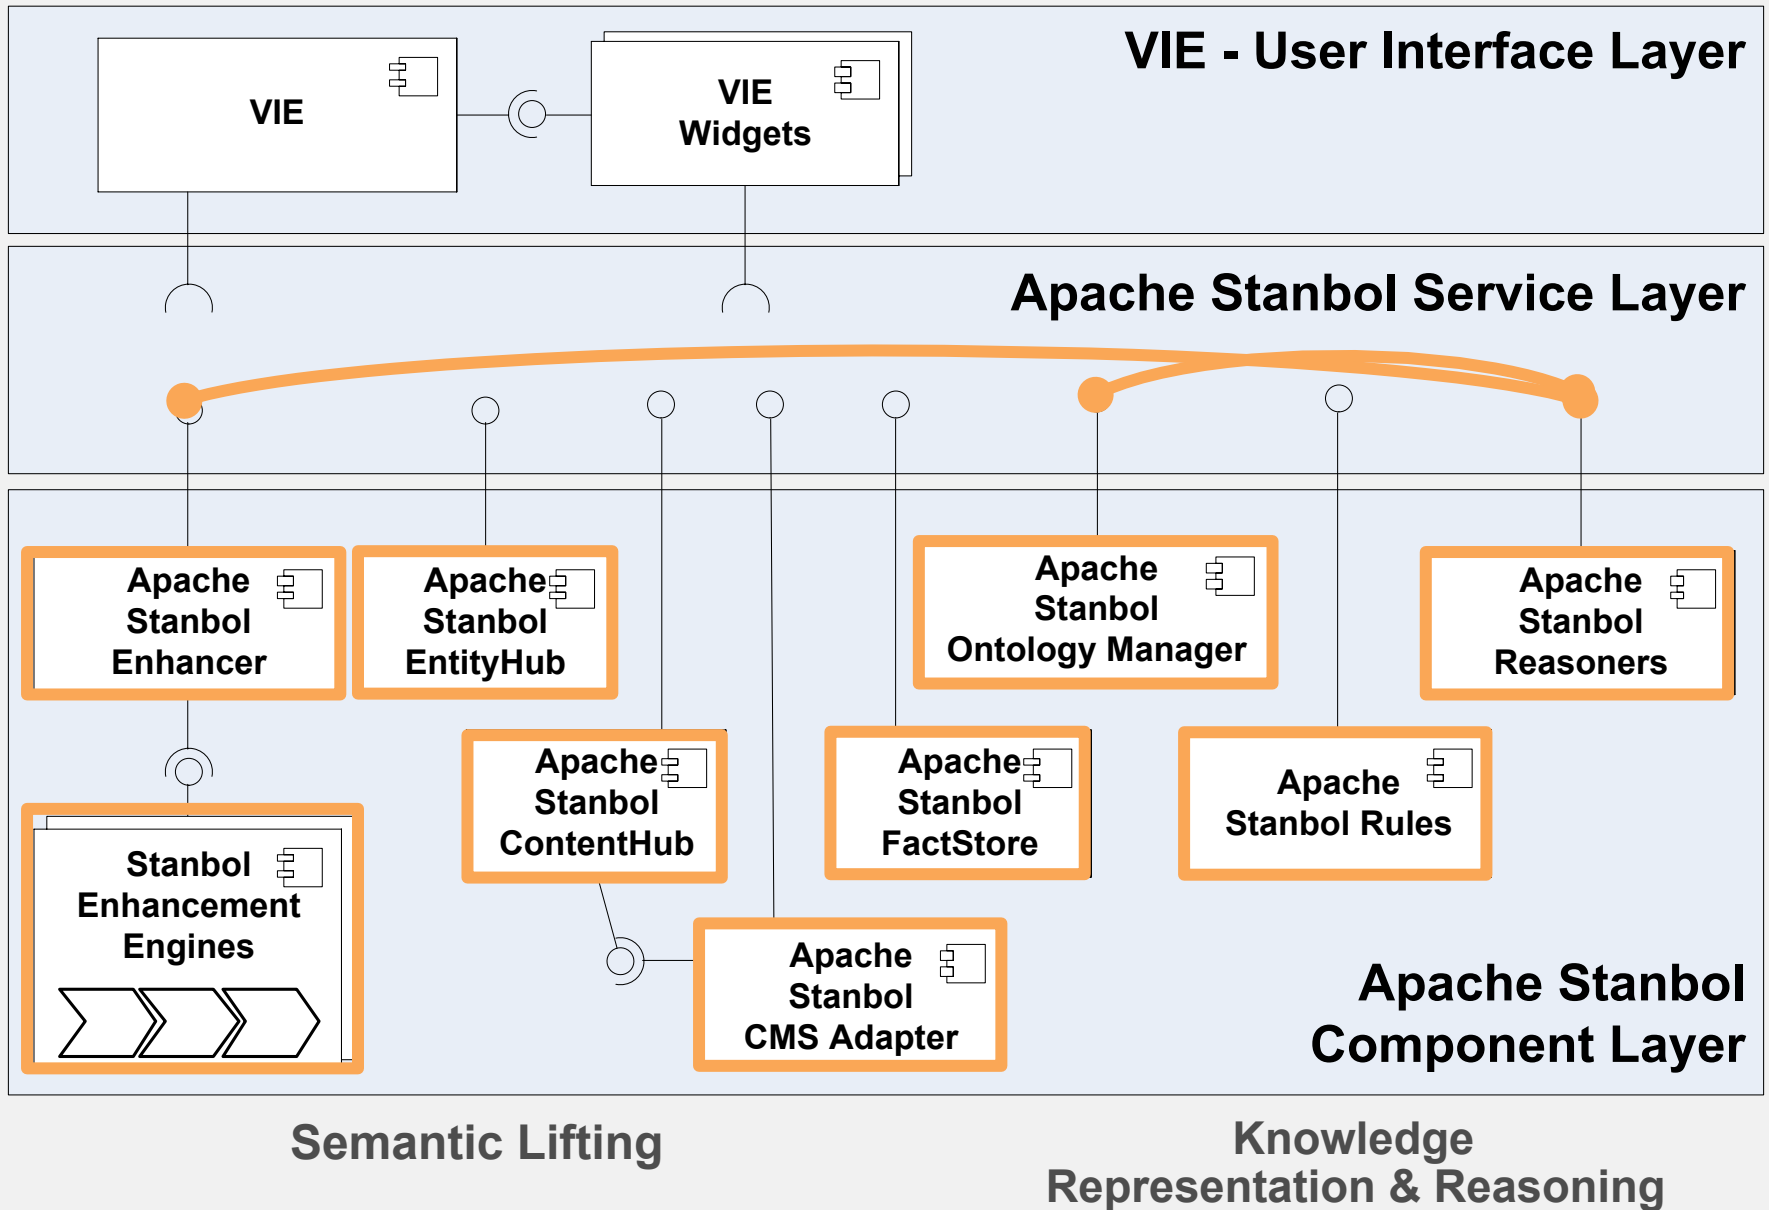 VIE - User Interface Layer
VIE
VIE
Widgets
Apache Stanbol Service Layer
Apache
Stanbol
Enhancer
Apache
Stanbol
EntityHub
Apache
Stanbol
Ontology Manager
Apache
Stanbol
Reasoners
Apache
Stanbol
ContentHub
Apache
Stanbol
FactStore
Apache
Stanbol Rules
Stanbol
Enhancement
Engines
Apache
Stanbol
CMS Adapter
Apache Stanbol
Component Layer
Semantic Lifting
Knowledge
Representation & Reasoning